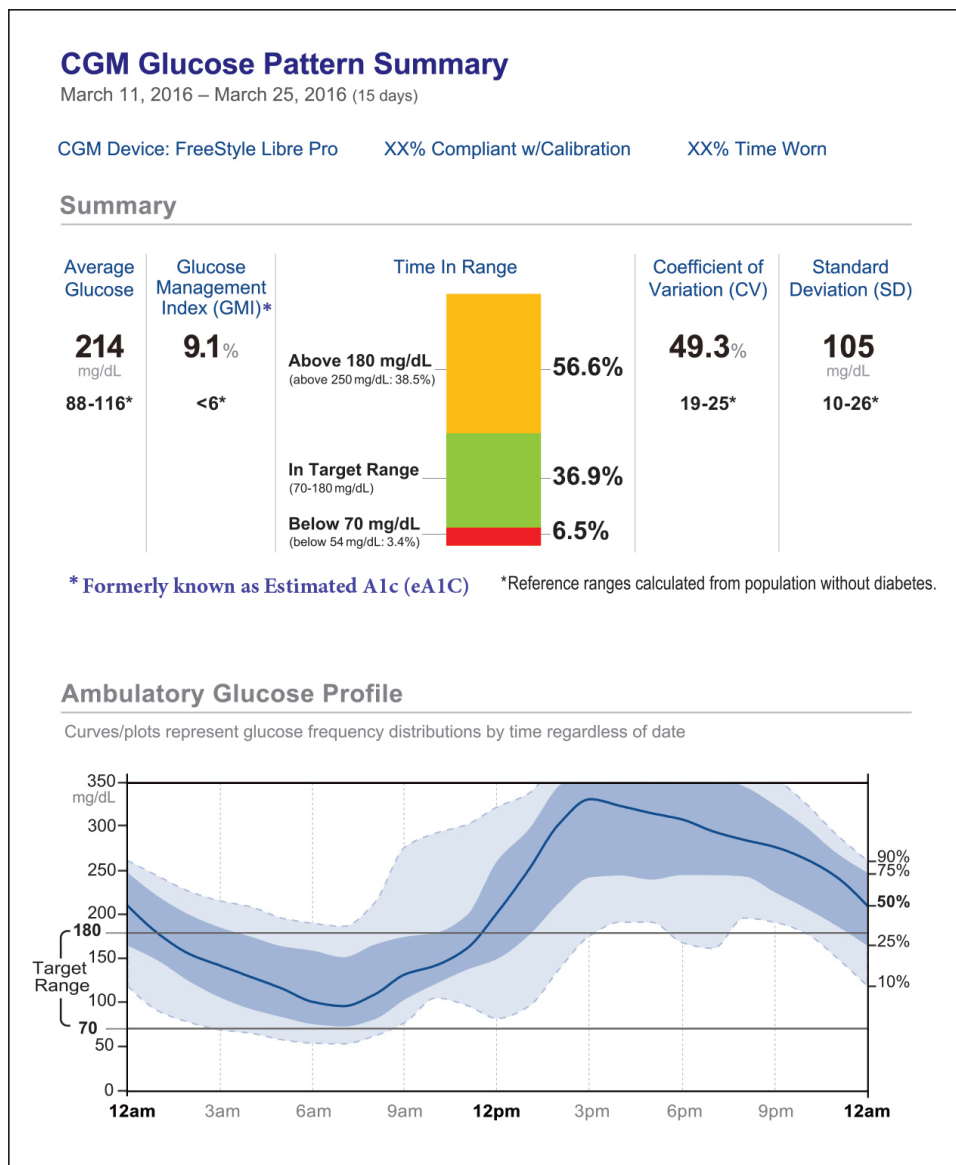 CGM Glucose Pattern Summary
March 11, 2016 – March 25, 2016 (15 days)
CGM Device: FreeStyle Libre Pro
XX% Compliant w/Calibration
XX% Time Worn
Summary
Average
Glucose
214
mg/dL
88-116*
Glucose
Management
Index (GMI)*
9.1%
<6*
Time In Range
Above 180 mg/dL
(above 250 mg/dL: 38.5%)
56.6%
In Target Range
(70-180 mg/dL)
36.9%
Below 70 mg/dL
(below 54 mg/dL: 3.4%)
6.5%
Coefficient of
Variation (CV)
49.3%
19-25*
Standard
Deviation (SD)
105
mg/dL
10-26*
* Formerly known as Estimated A1c (eA1C)
*Reference ranges calculated from population without diabetes.
Ambulatory Glucose Profile
Curves/plots represent glucose frequency distributions by time regardless of date
350
mg/dL
300
250
200
180
150
Target
Range
100
70
50
0
90%
75%
50%
25%
10%
12am 3am 6am 9am 12pm 3pm 6pm 9pm 12am